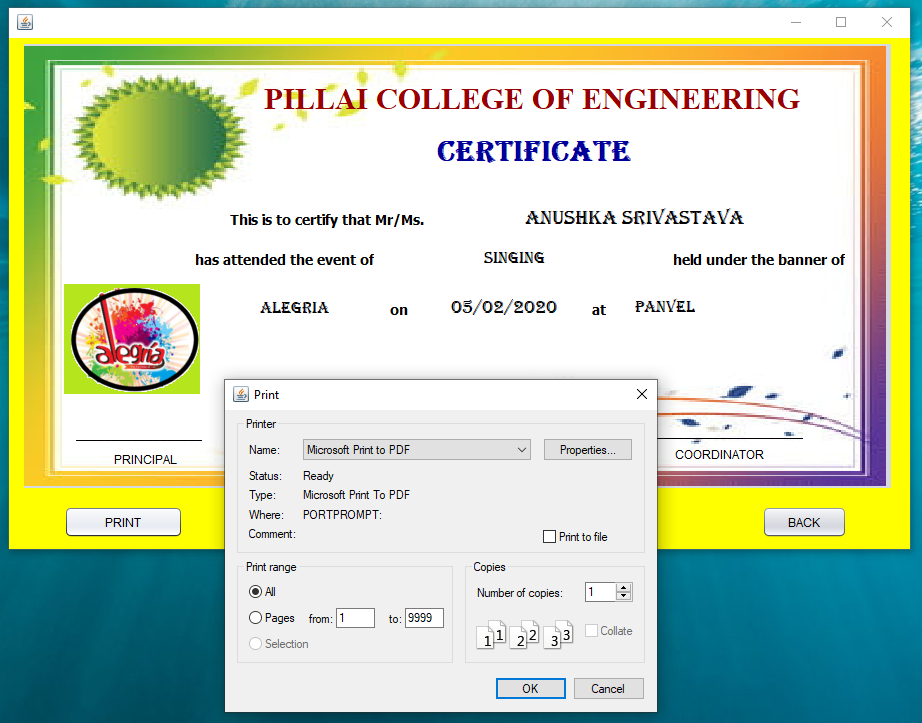 PILLAI COLLEGE OF ENGINEERING
CERTIFICATE
This is to certify that Mr/Ms. ANUSHKA SRIVASTAVA
has attended the event of SINGING held under the banner of
ALEGRIA on 05/02/2020 at PANVEL
alegria
PRINCIPAL
COORDINATOR
PRINT
BACK
Print
Printer
Name: Microsoft Print to PDF Properties...
Status: Ready
Type: Microsoft Print To PDF
Where: PORTPROMPT:
Comment: Print to file
Print range
All
Pages from: 1 to: 9999
Selection
Copies
Number of copies: 1
1 1 2 2 3 3 Collate
OK Cancel